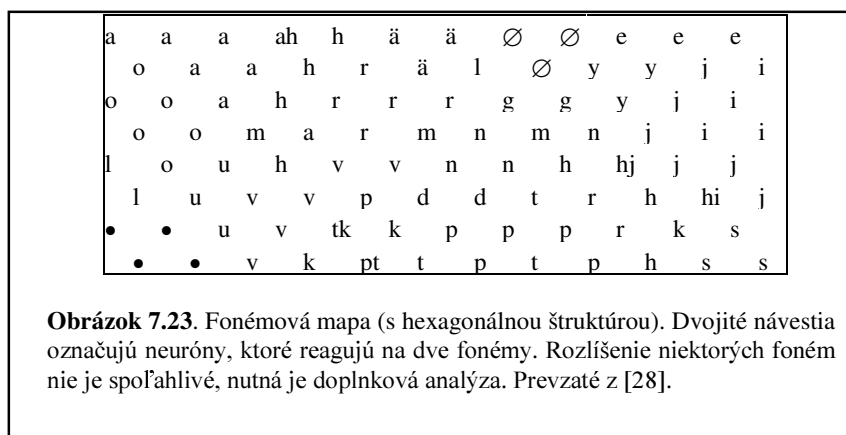 a a a ah h ä ä ∅ ∅ e e e
o a a h r ä l ∅ y y j i
o o a h r r r g g y j i
o o m a r m n m n j i i
l o u h v v n n h hj j j
l u v v p d d t r h hi j
• • u v tk k p p p r k s
• • v k pt t p t p h s s
Obrázok 7.23. Fonémová mapa (s hexagonálnou štruktúrou). Dvojité návestia
označujú neuróny, ktoré reagujú na dve fonémy. Rozlíšenie niektorých foném
nie je spoľahlivé, nutná je doplnková analýza. Prevzaté z [28].